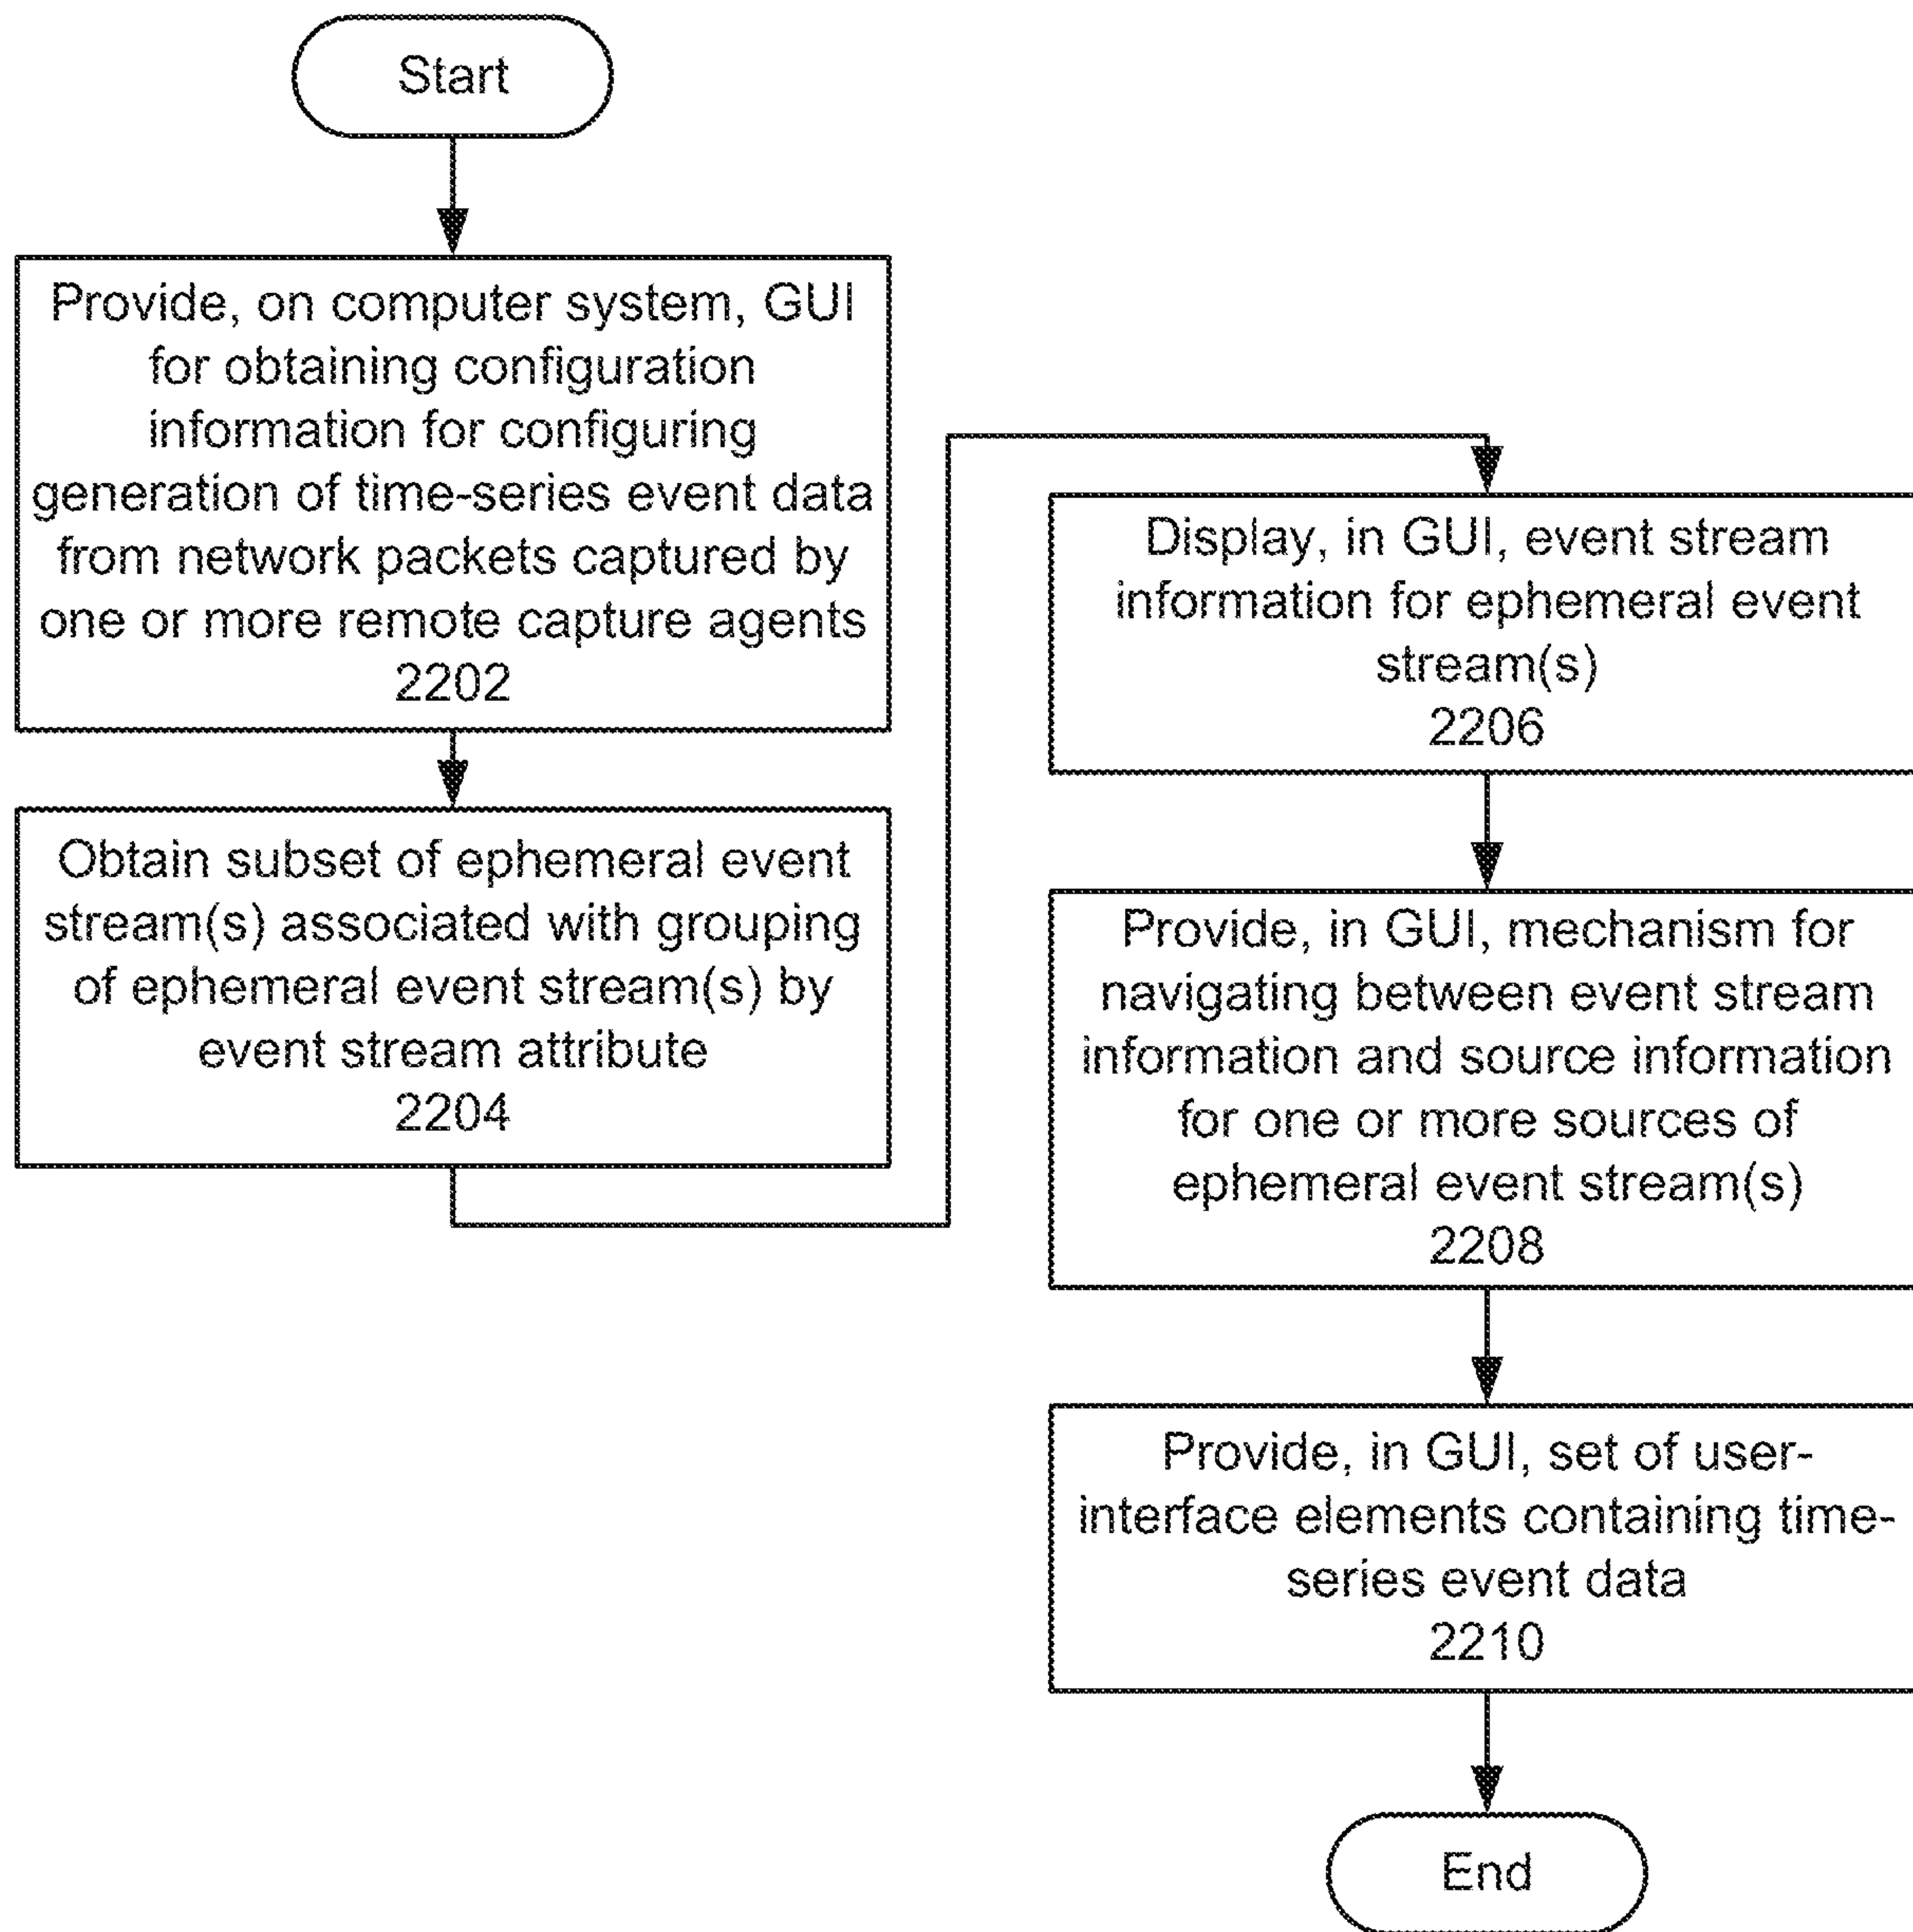 Start
Provide, on computer system, GUI
for obtaining configuration
information for configuring
generation of time-series event data
from network packets captured by
one or more remote capture agents
2202
Obtain subset of ephemeral event
stream(s) associated with grouping
of ephemeral event stream(s) by
event stream attribute
2204
Display, in GUI, event stream
information for ephemeral event
stream(s)
2206
Provide, in GUI, mechanism for
navigating between event stream
information and source information
for one or more sources of
ephemeral event stream(s)
2208
Provide, in GUI, set of user-
interface elements containing time-
series event data
2210
End